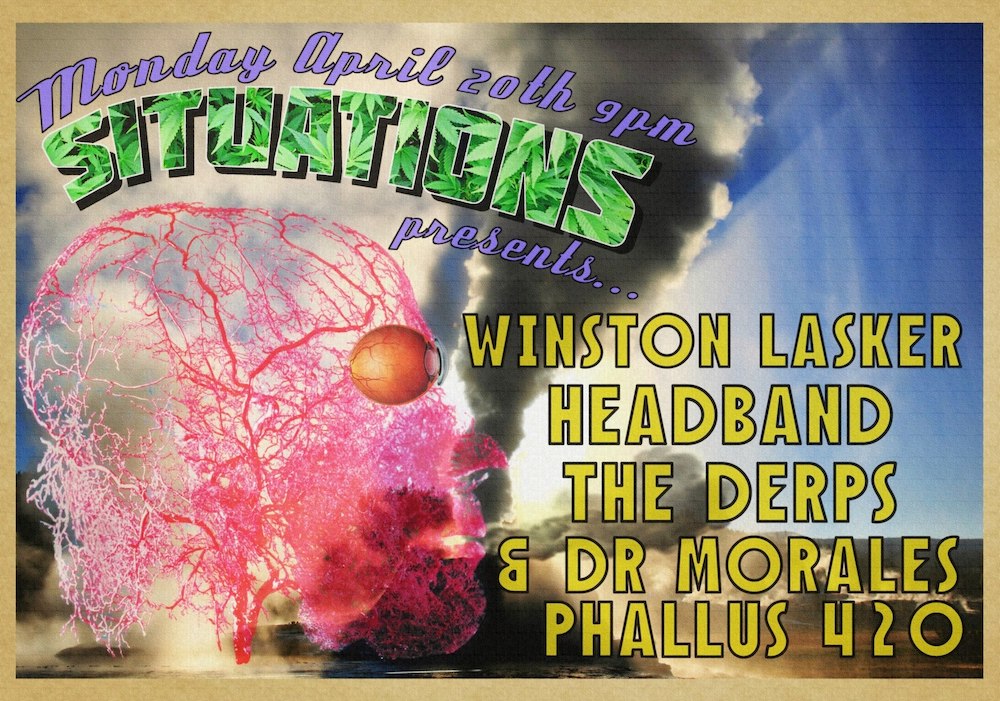 Monday April 20th 9pm
SITUATIONS
presents...
WINSTON LASKER
HEADBAND
THE DERPS
& DR MORALES
PHALLUS 420